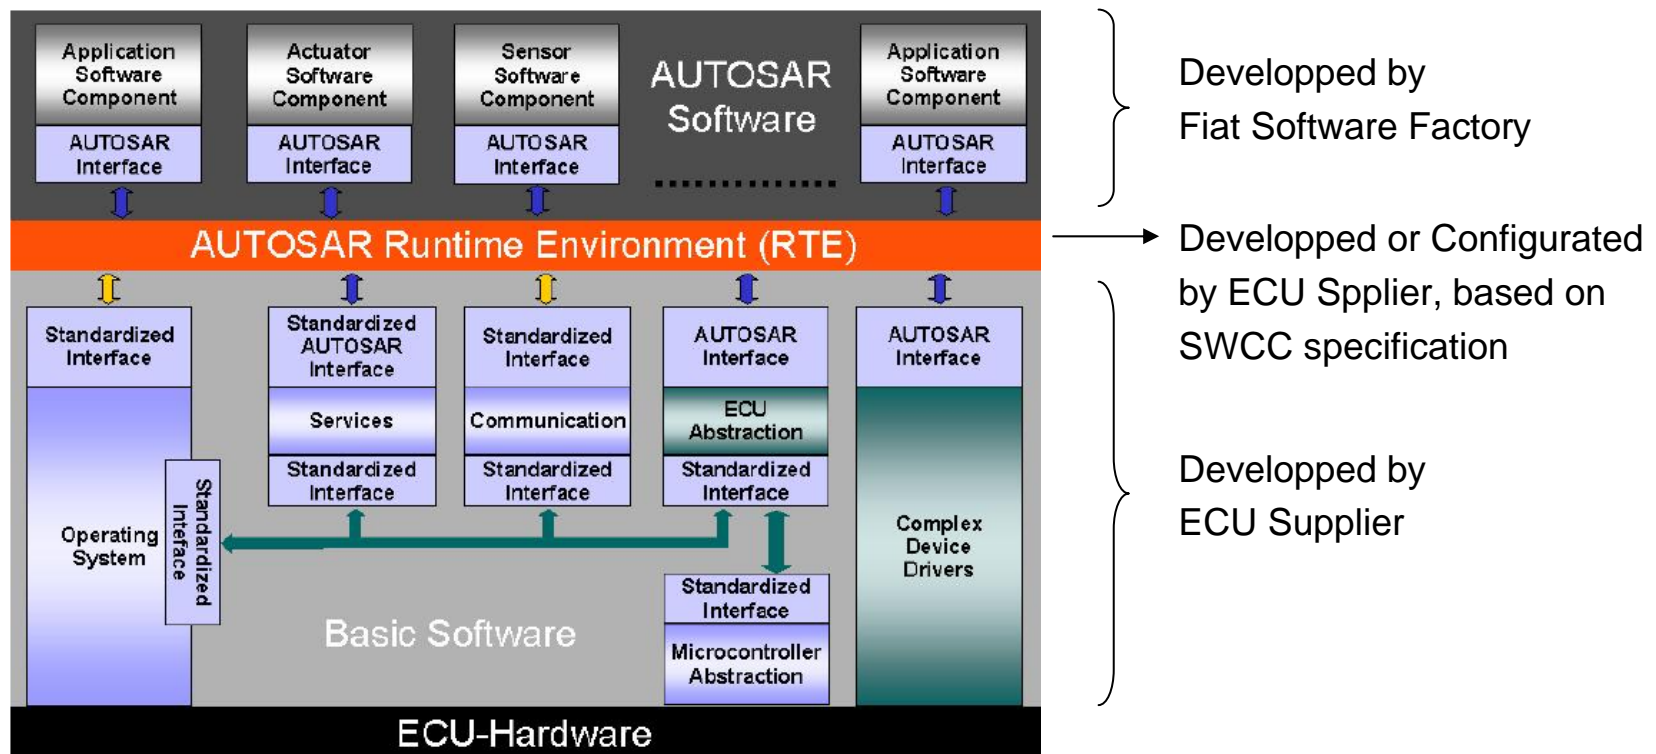 Application
Software
Component
AUTOSAR
Interface
Actuator
Software
Component
AUTOSAR
Interface
Sensor
Software
Component
AUTOSAR
Interface
AUTOSAR
Software
Application
Software
Component
AUTOSAR
Interface
Developped by
Fiat Software Factory
AUTOSAR Runtime Environment (RTE)
Developped or Configurated
by ECU Spplier, based on
SWCC specification
Standardized
Interface
Operating
System
Standardized
Inteface
Standardized
AUTOSAR
Interface
Services
Standardized
Interface
Standardized
Interface
Communication
Standardized
Interface
AUTOSAR
Interface
ECU
Abstraction
Standardized
Interface
Standardized
Interface
Microcontroller
Abstraction
AUTOSAR
Interface
Complex
Device
Drivers
Basic Software
Developped by
ECU Supplier
ECU-Hardware